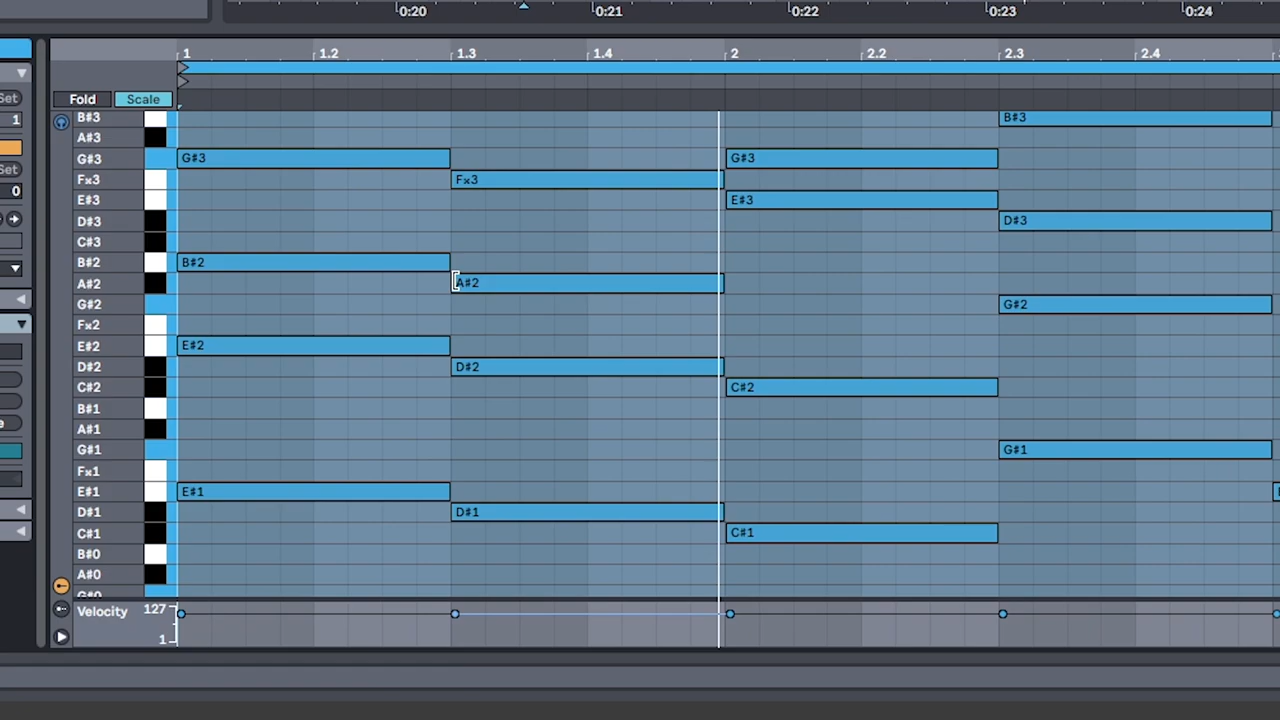 0:20 0:21 0:22 0:23 0:24
1 1.2 1.3 1.4 2 2.2 2.3 2.4
Set
Fold Scale
1
Set
0
B#3 B#3
A#3
G#3 G#3 G#3
F×3 F×3
E#3 E#3
D#3 D#3
C#3
B#2 B#2
A#2 A#2
G#2 G#2
F×2
E#2 E#2
D#2 D#2
C#2 C#2
B#1
A#1
G#1 G#1
F×1
E#1 E#1
D#1 D#1
C#1 C#1
B#0
A#0
G#0
Velocity 127
1